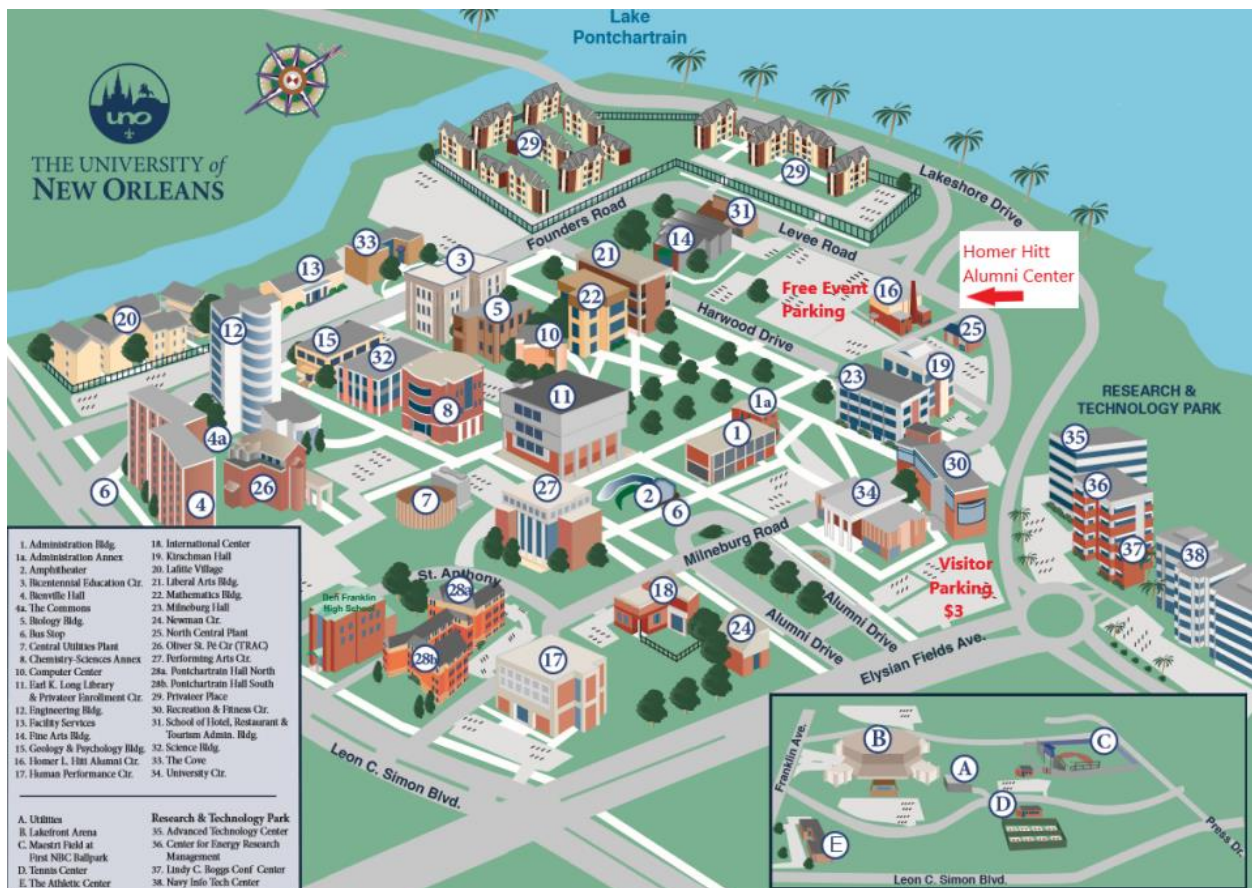 Lake
Pontchartrain
uno
THE UNIVERSITY of
NEW ORLEANS
29
29
Lakeshore Drive
Founders Road
31
14
Levee Road
33
3
21
13
Homer Hitt
Alumni Center
Free Event
Parking
16
22
5
10
Harwood Drive
25
20
12
15
32
23
19
11
8
1a
RESEARCH &
TECHNOLOGY PARK
1
35
4a
30
36
6
4
26
7
27
2
6
34
37
38
Milneburg Road
St. Anthony
28a
Ben Franklin
High School
Visitor
Parking
$3
18
Alumni Drive
Alumni Drive
24
28b
17
Elysian Fields Ave.
Leon C. Simon Blvd.
1. Administration Bldg.
1a. Administration Annex
2. Amphitheater
3. Bicentennial Education Ctr.
4. Bienville Hall
4a. The Commons
5. Biology Bldg.
6. Bus Stop
7. Central Utilities Plant
8. Chemistry-Sciences Annex
10. Computer Center
11. Earl K. Long Library
& Privateer Enrollment Ctr.
12. Engineering Bldg.
13. Facility Services
14. Fine Arts Bldg.
15. Geology & Psychology Bldg.
16. Homer L. Hitt Alumni Ctr.
17. Human Performance Ctr.
18. International Center
19. Kirschman Hall
20. Lafitte Village
21. Liberal Arts Bldg.
22. Mathematics Bldg.
23. Milneburg Hall
24. Newman Ctr.
25. North Central Plant
26. Oliver St. Pé Ctr (TRAC)
27. Performing Arts Ctr.
28a. Pontchartrain Hall North
28b. Pontchartrain Hall South
29. Privateer Place
30. Recreation & Fitness Ctr.
31. School of Hotel, Restaurant &
Tourism Admin. Bldg.
32. Science Bldg.
33. The Cove
34. University Ctr.
A. Utilities
B. Lakefront Arena
C. Maestri Field at
First NBC Ballpark
D. Tennis Center
E. The Athletic Center
Research & Technology Park
35. Advanced Technology Center
36. Center for Energy Research
Management
37. Lindy C. Boggs Conf Center
38. Navy Info Tech Center
Franklin Ave.
B
C
A
D
E
Press Dr.
Leon C. Simon Blvd.